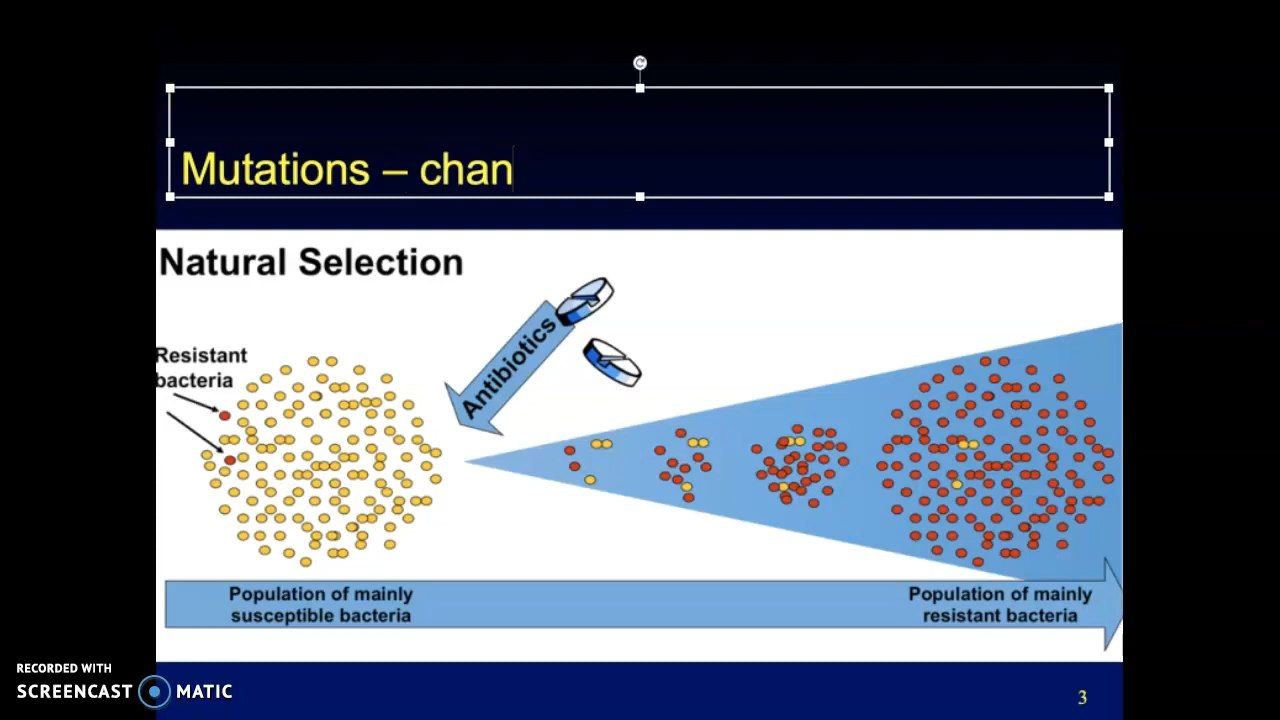 Mutations – chan
Natural Selection
Resistant
bacteria
Antibiotics
Population of mainly
susceptible bacteria
Population of mainly
resistant bacteria
RECORDED WITH
SCREENCAST MATIC
3